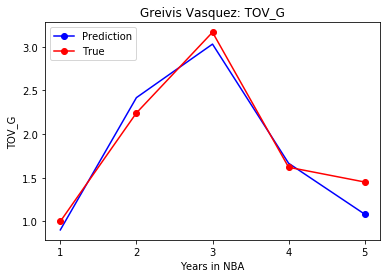 Greivis Vasquez: TOV_G
Prediction
True
3.0
2.5
2.0
1.5
1.0
TOV_G
1 2 3 4 5
Years in NBA